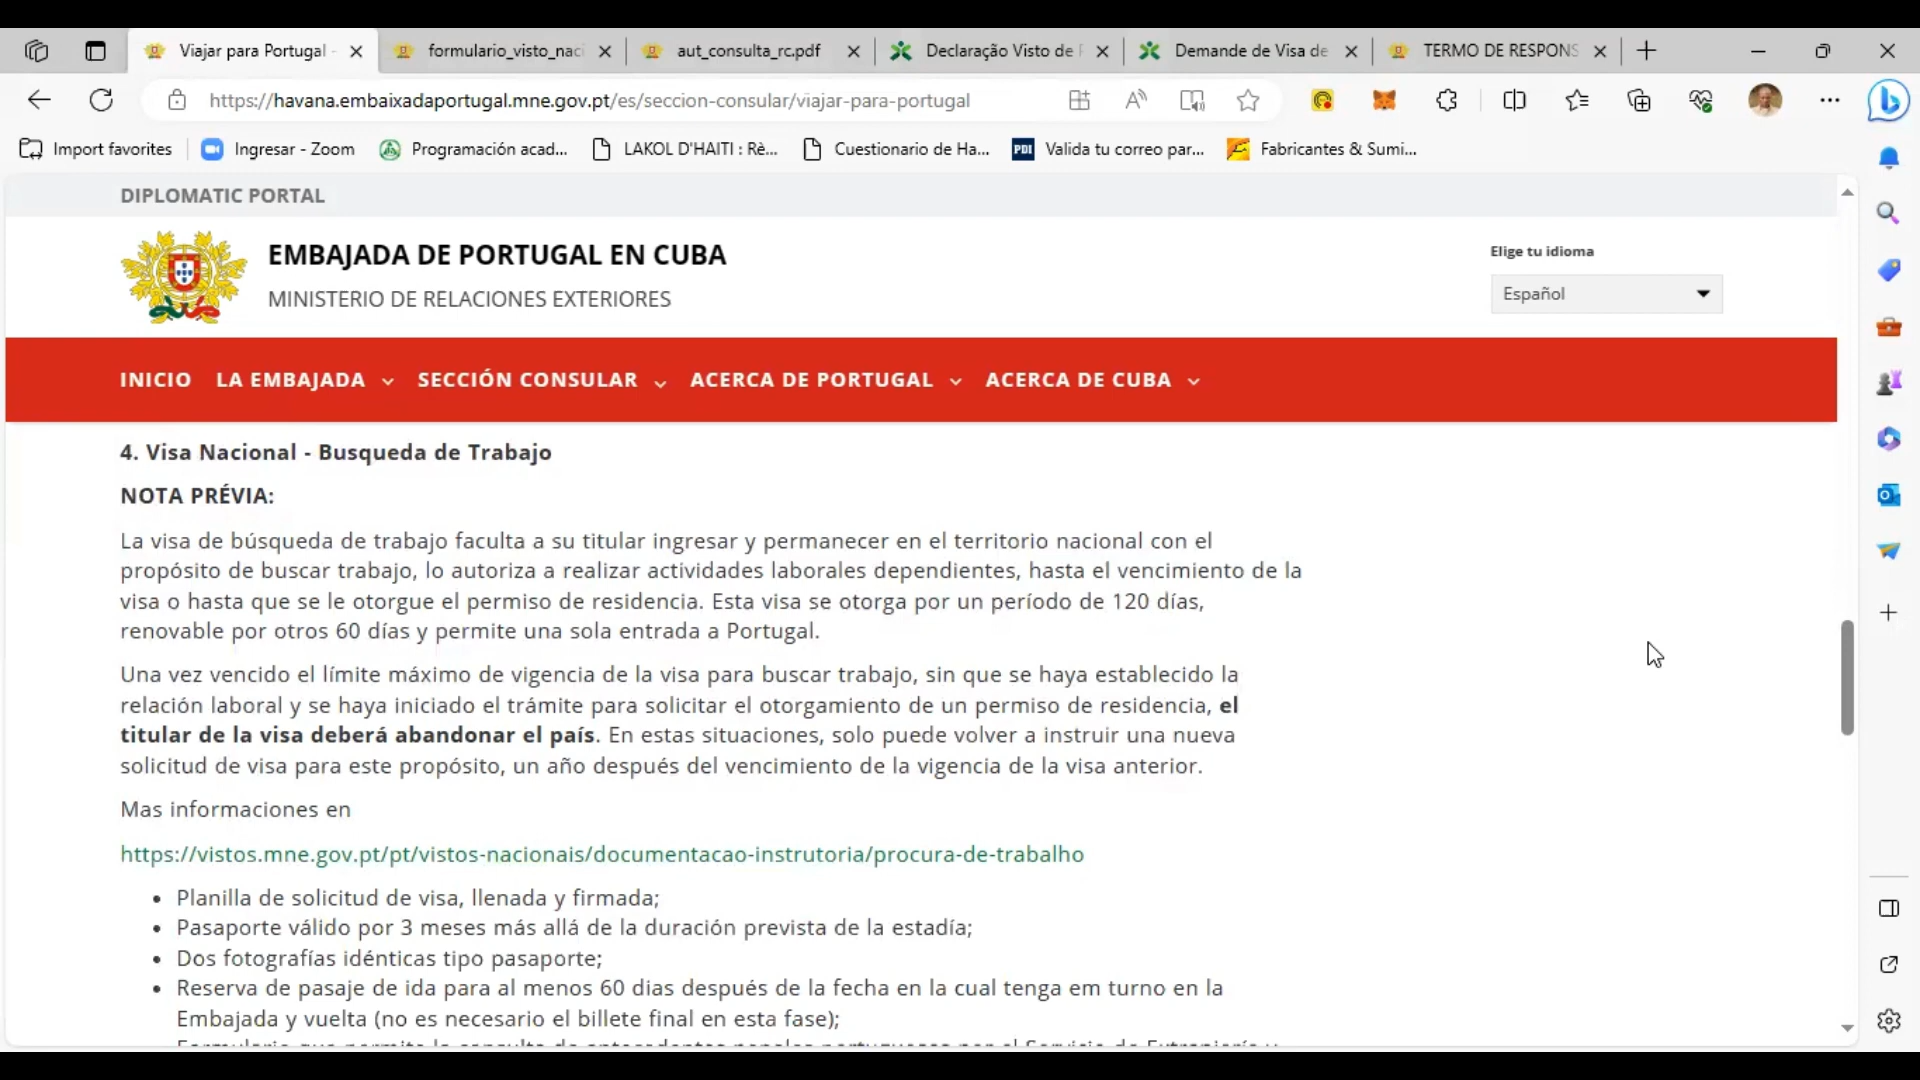 Viajar para Portugal -
formulario_visto_naci
aut_consulta_rc.pdf
Declaração Visto de
Demande de Visa de
TERMO DE RESPONS
https://havana.embaixadaportugal.mne.gov.pt/es/seccion-consular/viajar-para-portugal
Import favorites
Ingresar - Zoom
Programación acad...
LAKOL D'HAITI : Rè...
Cuestionario de Ha...
PDI
Valida tu correo par...
Fabricantes & Sumi...
DIPLOMATIC PORTAL
EMBAJADA DE PORTUGAL EN CUBA
MINISTERIO DE RELACIONES EXTERIORES
Elige tu idioma
Español
INICIO LA EMBAJADA SECCIÓN CONSULAR ACERCA DE PORTUGAL ACERCA DE CUBA
4. Visa Nacional - Busqueda de Trabajo
NOTA PRÉVIA:
La visa de búsqueda de trabajo faculta a su titular ingresar y permanecer en el territorio nacional con el
propósito de buscar trabajo, lo autoriza a realizar actividades laborales dependientes, hasta el vencimiento de la
visa o hasta que se le otorgue el permiso de residencia. Esta visa se otorga por un período de 120 días,
renovable por otros 60 días y permite una sola entrada a Portugal.
Una vez vencido el límite máximo de vigencia de la visa para buscar trabajo, sin que se haya establecido la
relación laboral y se haya iniciado el trámite para solicitar el otorgamiento de un permiso de residencia, el
titular de la visa deberá abandonar el país. En estas situaciones, solo puede volver a instruir una nueva
solicitud de visa para este propósito, un año después del vencimiento de la vigencia de la visa anterior.
Mas informaciones en
https://vistos.mne.gov.pt/pt/vistos-nacionais/documentacao-instrutoria/procura-de-trabalho
• Planilla de solicitud de visa, llenada y firmada;
• Pasaporte válido por 3 meses más allá de la duración prevista de la estadía;
• Dos fotografías idénticas tipo pasaporte;
• Reserva de pasaje de ida para al menos 60 dias después de la fecha en la cual tenga em turno en la
Embajada y vuelta (no es necesario el billete final en esta fase);